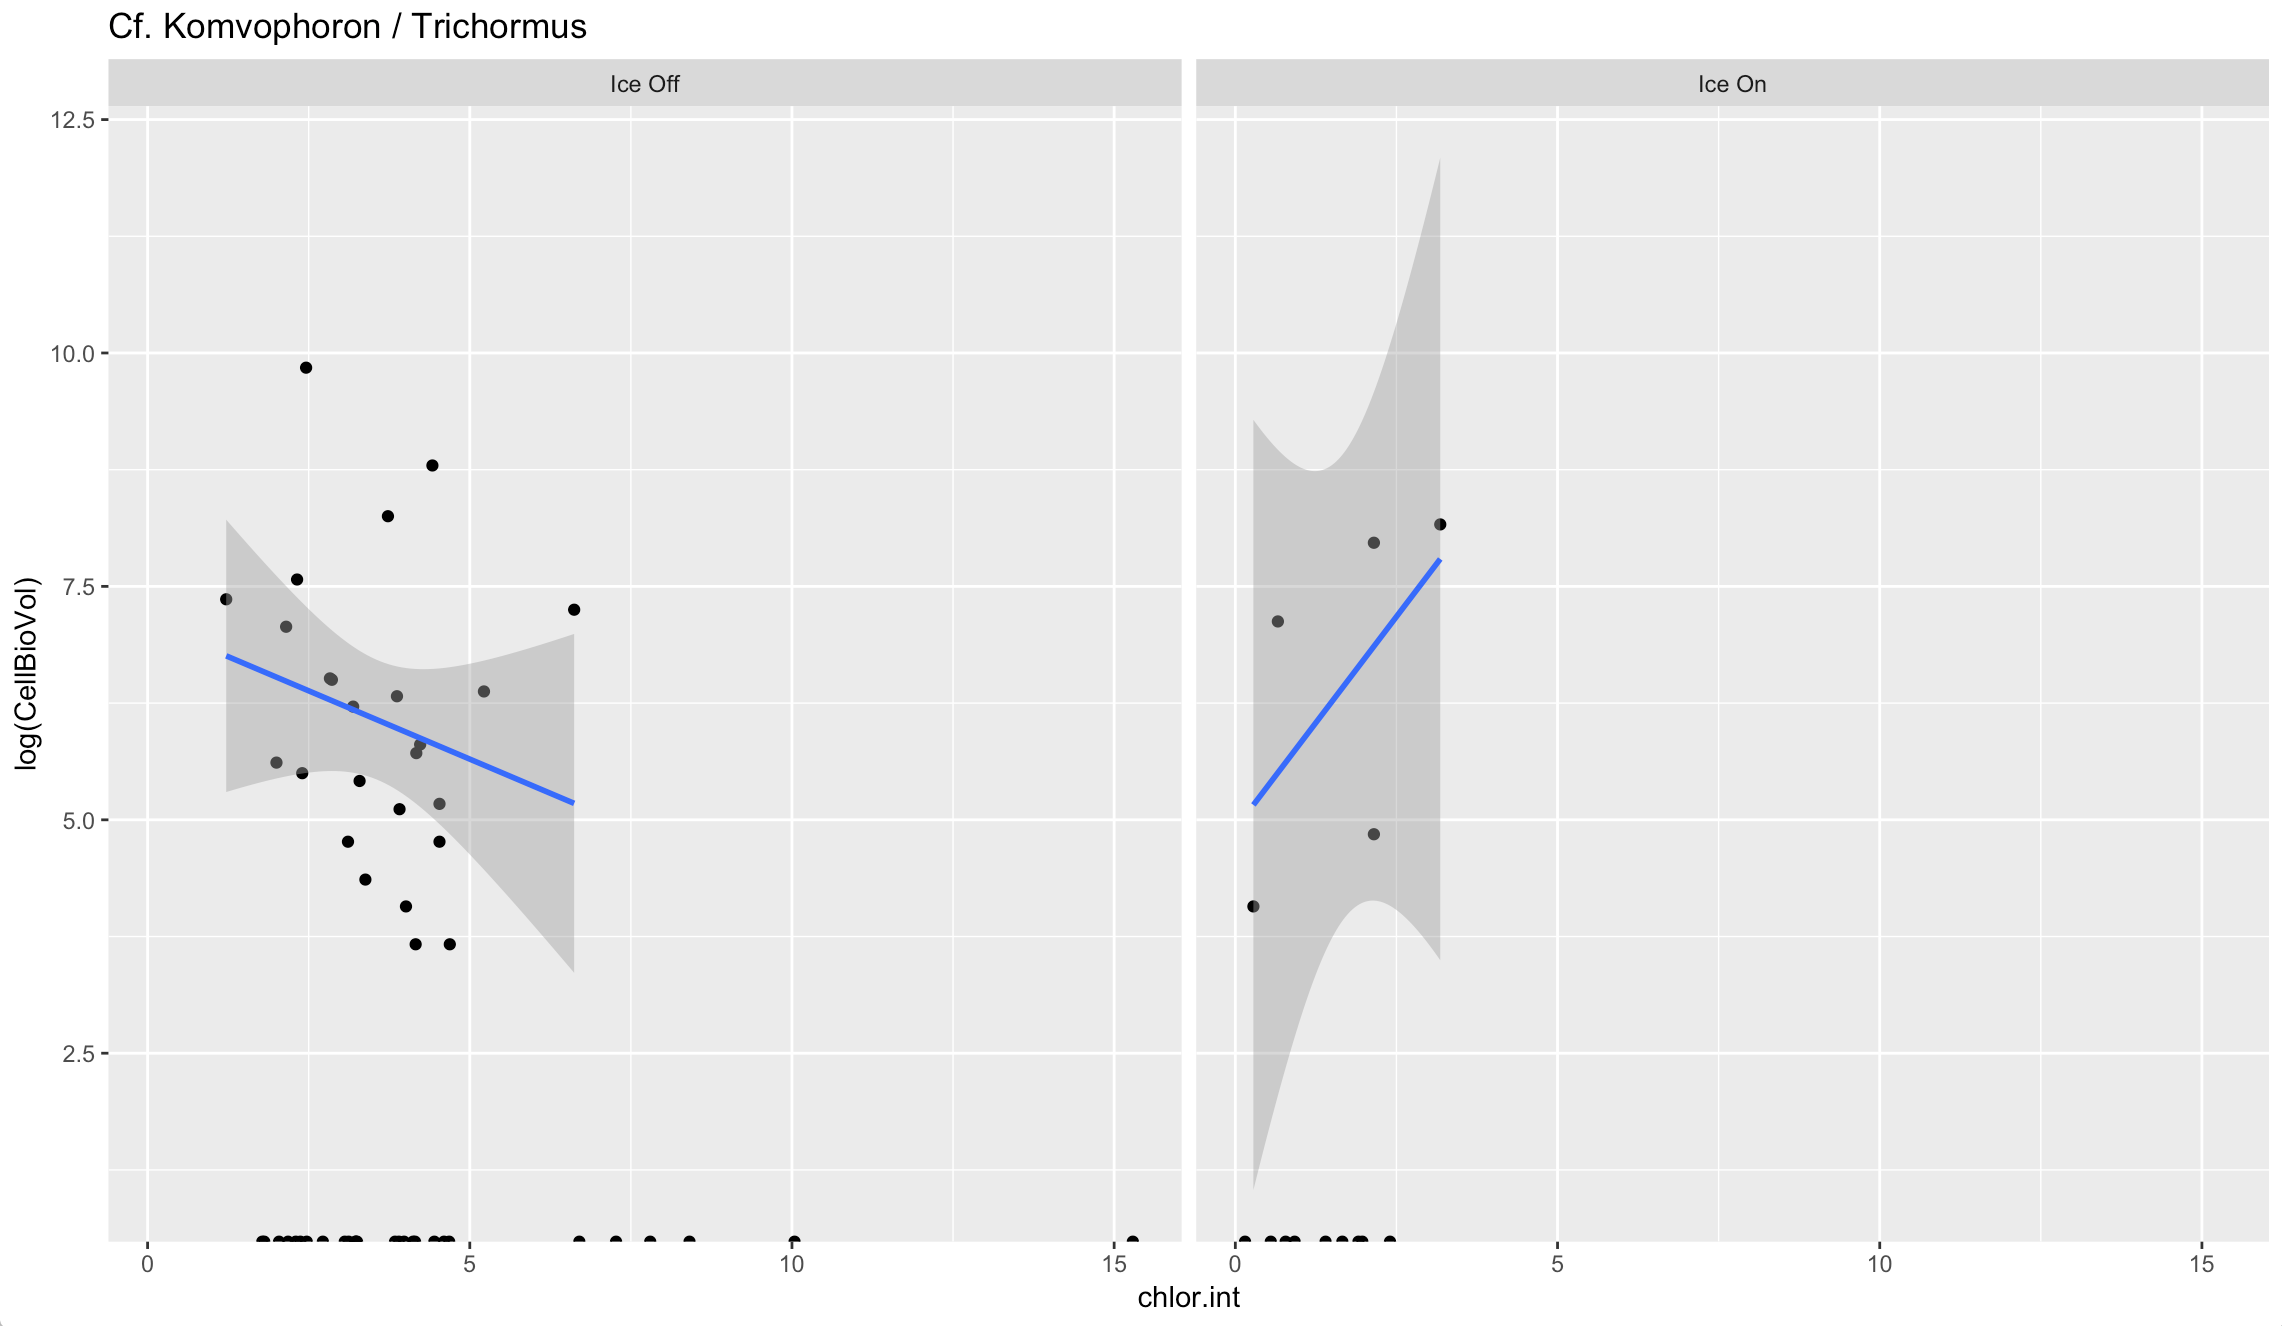 Cf. Komvophoron / Trichormus
Ice Off
Ice On
12.5
10.0
7.5
5.0
2.5
log(CellBioVol)
0 5 10 15
0 5 10 15
chlor.int